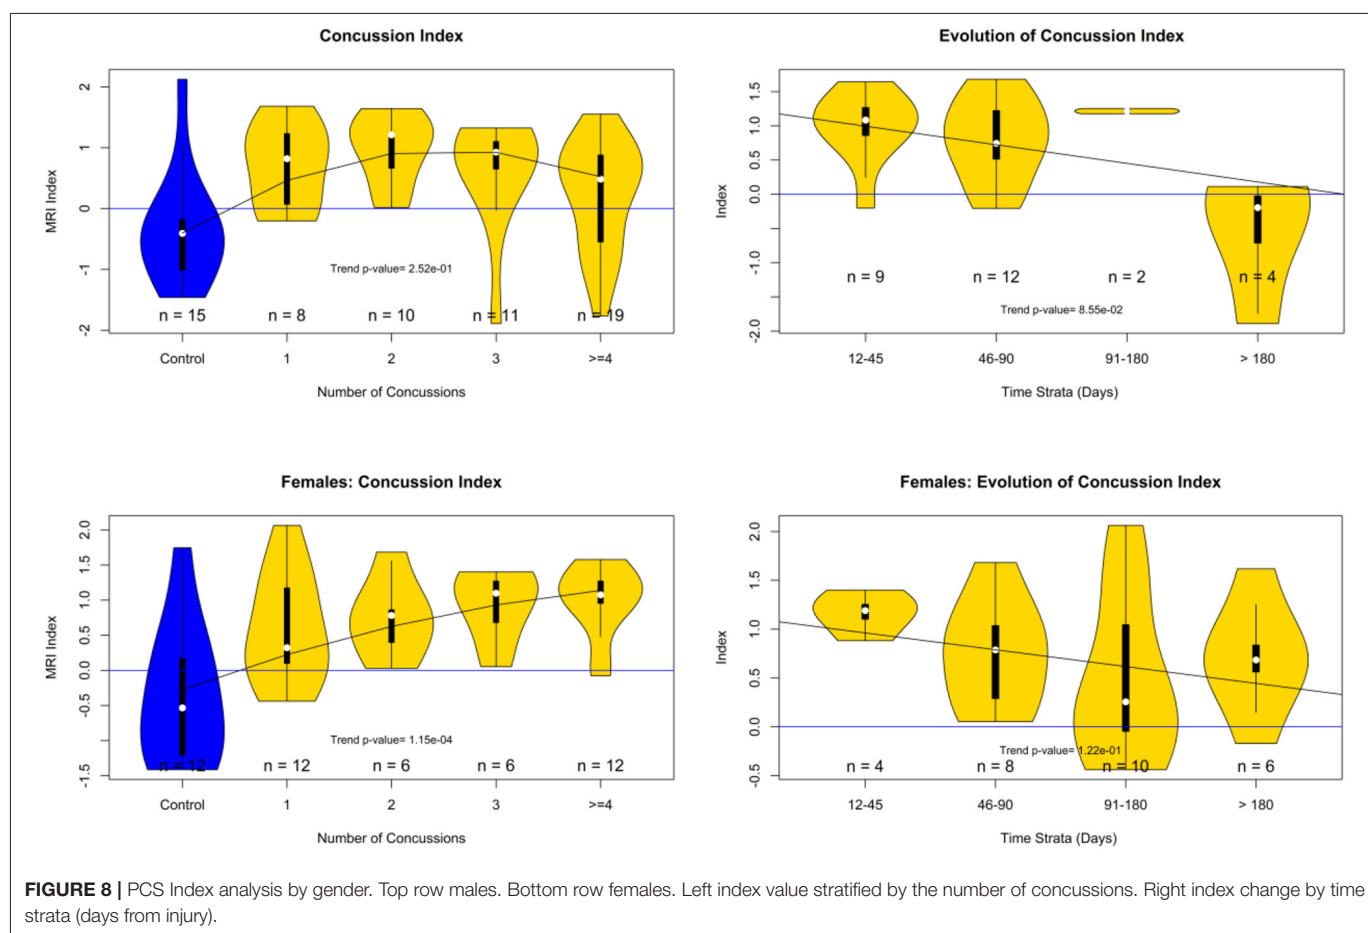 Concussion Index
MRI Index
2
1
0
-1
-2
Trend p-value= 2.52e-01
n = 15 n = 8 n = 10 n = 11 n = 19
Control 1 2 3 >=4
Number of Concussions
Evolution of Concussion Index
Index
1.5
1.0
0.5
0.0
-1.0
-2.0
n = 9 n = 12 n = 2 n = 4
Trend p-value= 8.55e-02
12-45 46-90 91-180 > 180
Time Strata (Days)
Females: Concussion Index
MRI Index
2.0
1.5
1.0
0.5
0.0
-0.5
-1.5
Trend p-value= 1.15e-04
n = 12 n = 12 n = 6 n = 6 n = 12
Control 1 2 3 >=4
Number of Concussions
Females: Evolution of Concussion Index
Index
2.0
1.5
1.0
0.5
0.0
-0.5
Trend p-value= 1.22e-01
n = 4 n = 8 n = 10 n = 6
12-45 46-90 91-180 > 180
Time Strata (Days)
FIGURE 8 | PCS Index analysis by gender. Top row males. Bottom row females. Left index value stratified by the number of concussions. Right index change by time
strata (days from injury).